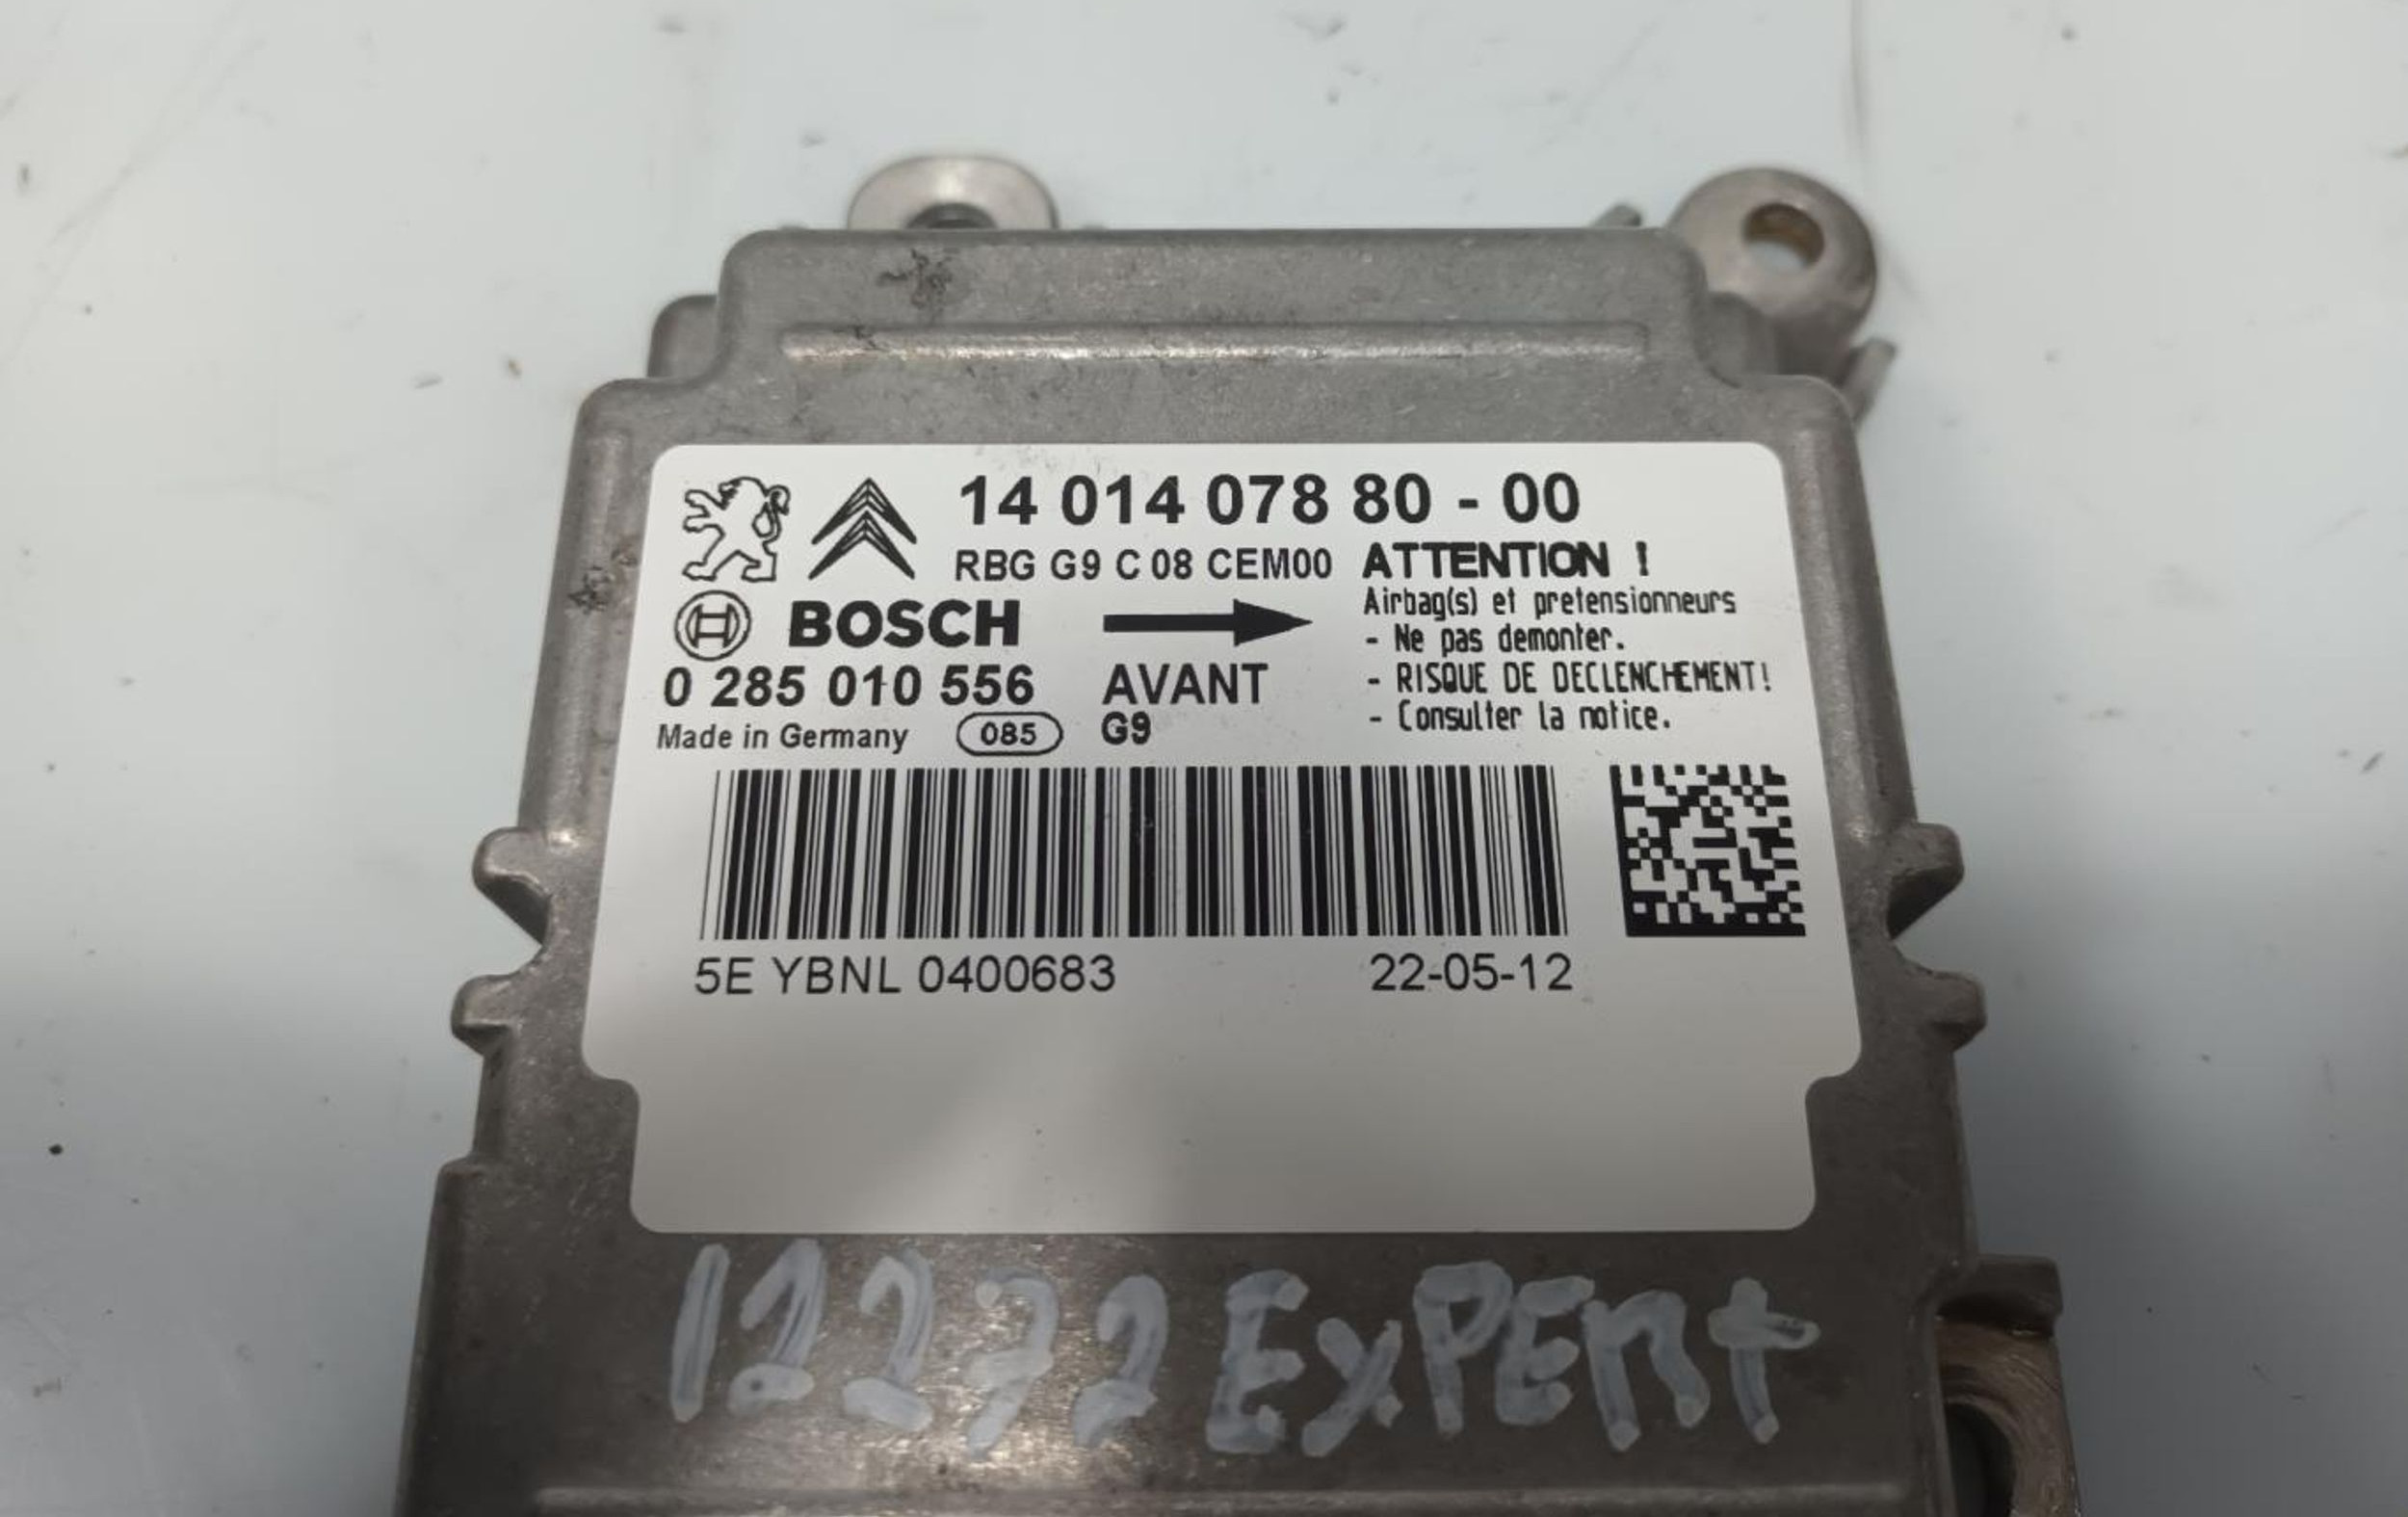 14 014 078 80 - 00
RBG G9 C 08 CEM00
ATTENTION !
Airbag(s) et pretensionneurs
- Ne pas demonter.
- RISQUE DE DECLENCHEMENT!
- Consulter la notice.
BOSCH
0 285 010 556
AVANT
Made in Germany
085
G9
5E YBNL 0400683
22-05-12
12272 ExPErt